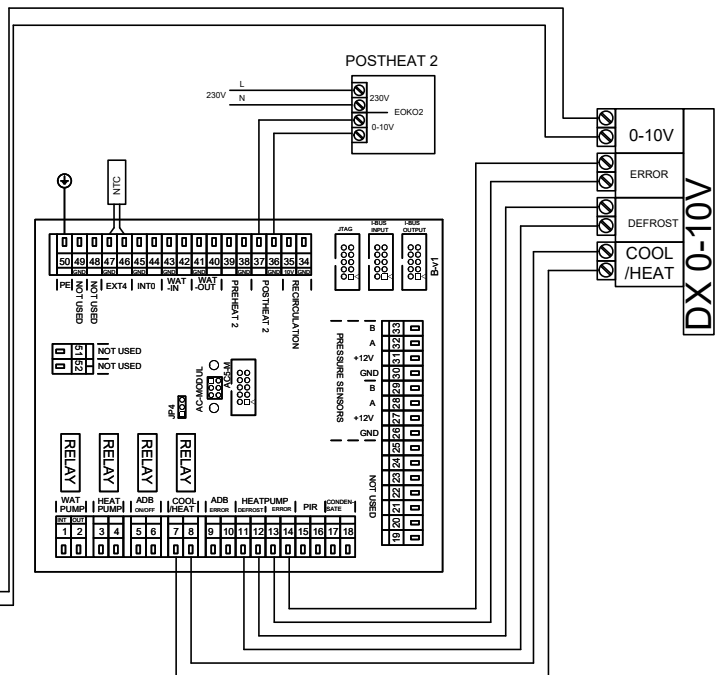 POSTHEAT 2
L
230V
N
230V
EOKO2
0-10V
0-10V
ERROR
DEFROST
COOL
/HEAT
DX 0-10V
NTC
JTAG
I-BUS
INPUT
I-BUS
OUTPUT
B-v1
50 49 48 47 46 45 44 43 42 41 40 39 38 37 36 35 34
GND GND GND GND GND GND 10V GND
PE
NOT USED
NOT USED
EXT4
INT0
WAT
-IN
WAT
-OUT
PREHEAT 2
POSTHEAT 2
RECIRCULATION
51 NOT USED
52 NOT USED
AC-MODUL
ACS-M
JP4
PRESSURE SENSORS
B 33
A 32
+12V 31
GND 30
B 29
A 28
+12V 27
GND 26
25
24
23
22
21
20
19
NOT USED
RELAY
RELAY
RELAY
RELAY
WAT
PUMP
HEAT
PUMP
ADB
ON/OFF
COOL
/HEAT
ADB
ERROR
HEATPUMP
DEFROST
ERROR
PIR
CONDEN-
SATE
INT OUT
1 2 3 4 5 6 7 8 9 10 11 12 13 14 15 16 17 18